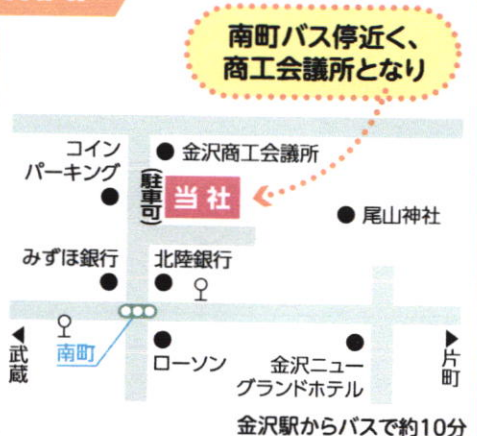 南町バス停近く、
商工会議所となり
コイン
パーキング
金沢商工会議所
(駐車可)
当社
尾山神社
みずほ銀行
北陸銀行
武蔵
南町
ローソン
金沢ニュー
グランドホテル
片町
金沢駅からバスで約10分